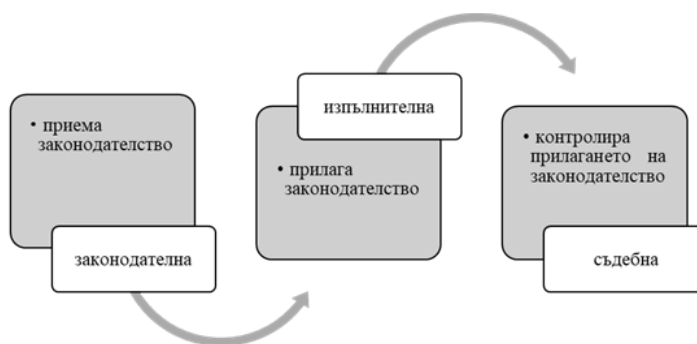 • приема
законодателство
законодателна
изпълнителна
• прилага
законодателство
• контролира
прилагането на
законодателство
съдебна